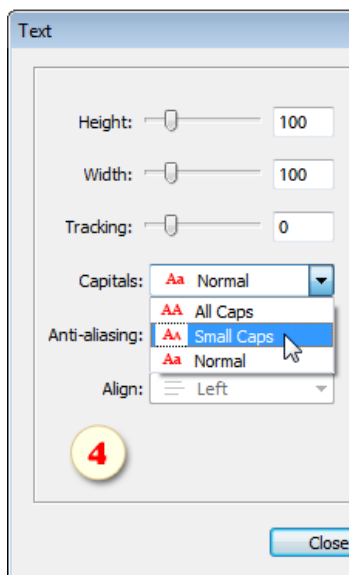 Text
Height: 100
Width: 100
Tracking: 0
Capitals: Aa Normal
AA All Caps
Anti-aliasing: AA Small Caps
Aa Normal
Align: Left
4
Close